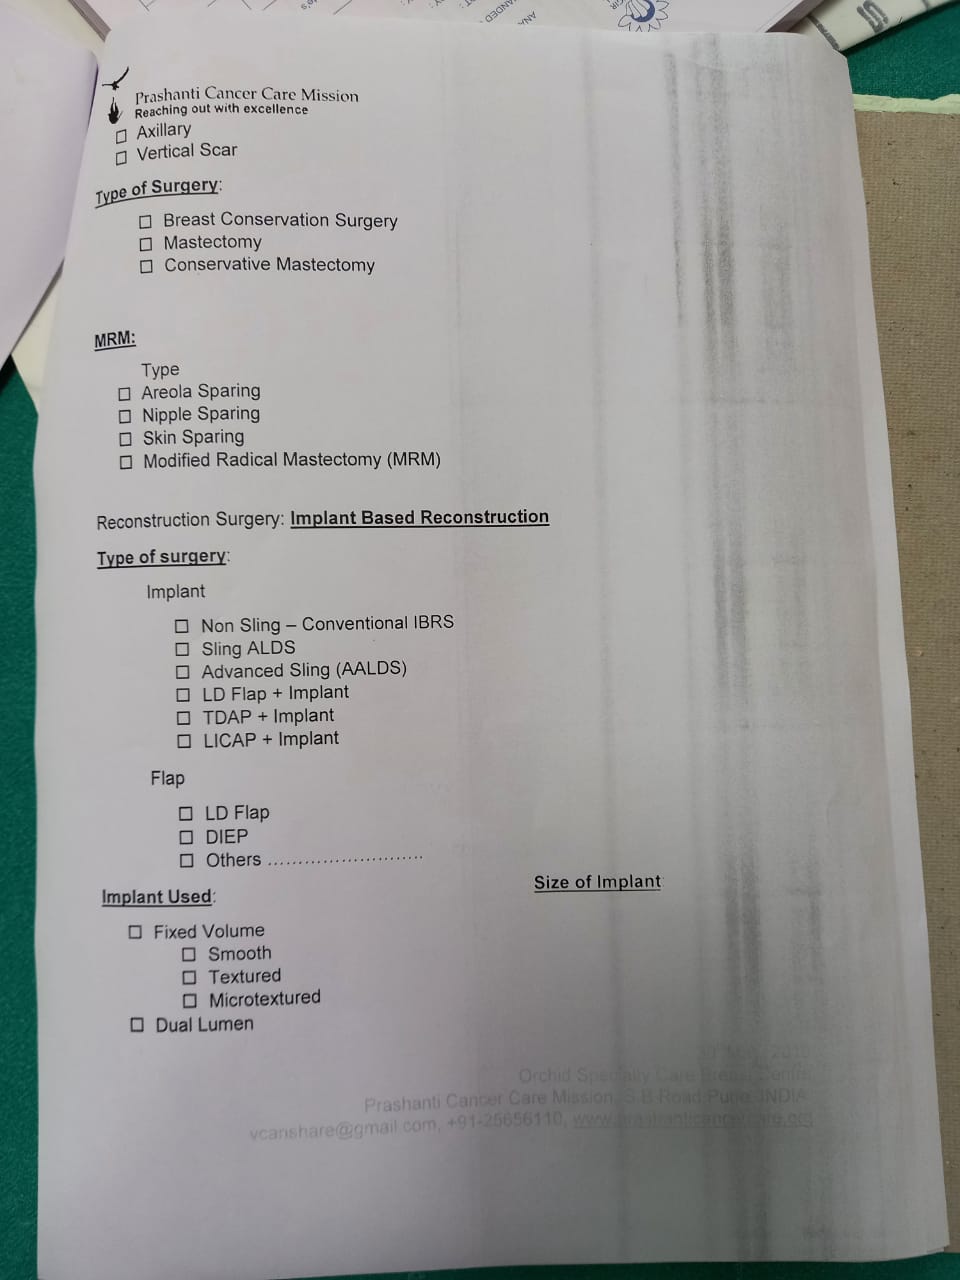 Prashanti Cancer Care Mission
Reaching out with excellence
☐ Axillary
☐ Vertical Scar
Type of Surgery:
☐ Breast Conservation Surgery
☐ Mastectomy
☐ Conservative Mastectomy
MRM:
Type
☐ Areola Sparing
☐ Nipple Sparing
☐ Skin Sparing
☐ Modified Radical Mastectomy (MRM)
Reconstruction Surgery: Implant Based Reconstruction
Type of surgery:
Implant
☐ Non Sling – Conventional IBRS
☐ Sling ALDS
☐ Advanced Sling (AALDS)
☐ LD Flap + Implant
☐ TDAP + Implant
☐ LICAP + Implant
Flap
☐ LD Flap
☐ DIEP
☐ Others ..........................
Size of Implant:
Implant Used:
☐ Fixed Volume
☐ Smooth
☐ Textured
☐ Microtextured
☐ Dual Lumen
Orchid Specialty Care Breast Centre
Prashanti Cancer Care Mission, S B Road Pune INDIA
vcanshare@gmail.com, +91-25656110, www.prashanticancercare.org